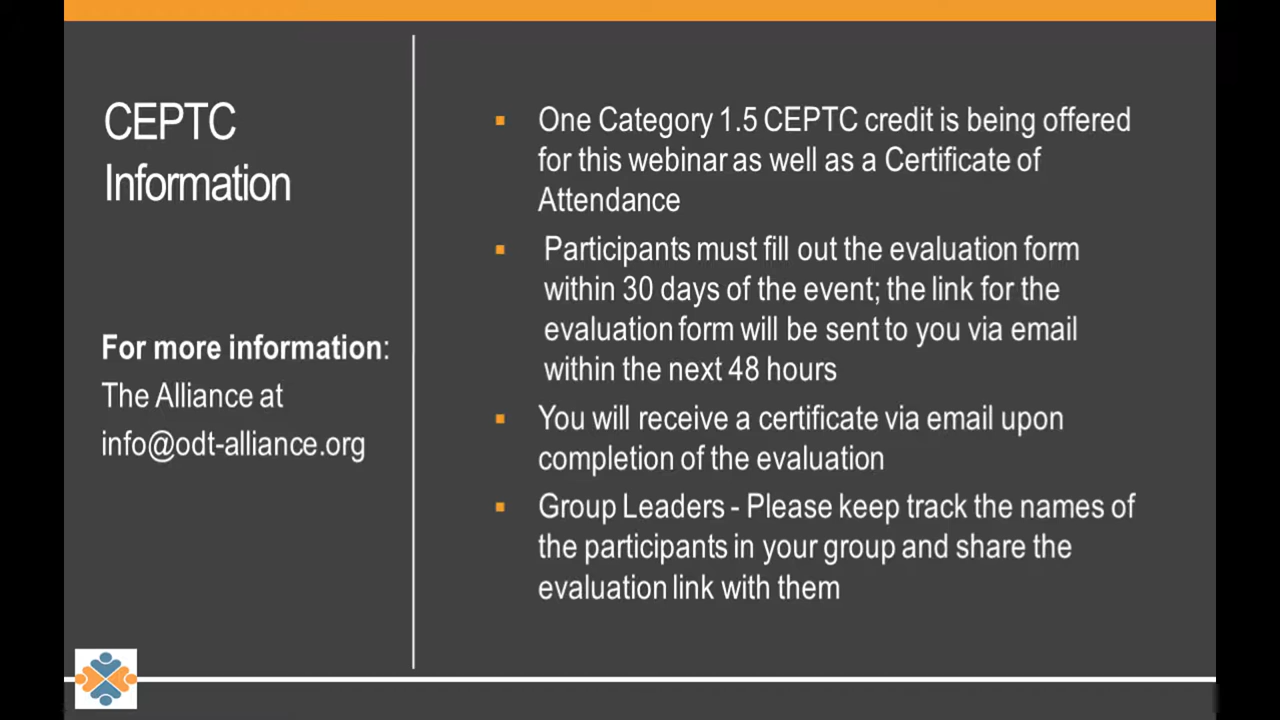 CEPTC
Information
For more information:
The Alliance at
info@odt-alliance.org
▪ One Category 1.5 CEPTC credit is being offered
for this webinar as well as a Certificate of
Attendance
▪ Participants must fill out the evaluation form
within 30 days of the event; the link for the
evaluation form will be sent to you via email
within the next 48 hours
▪ You will receive a certificate via email upon
completion of the evaluation
▪ Group Leaders - Please keep track the names of
the participants in your group and share the
evaluation link with them